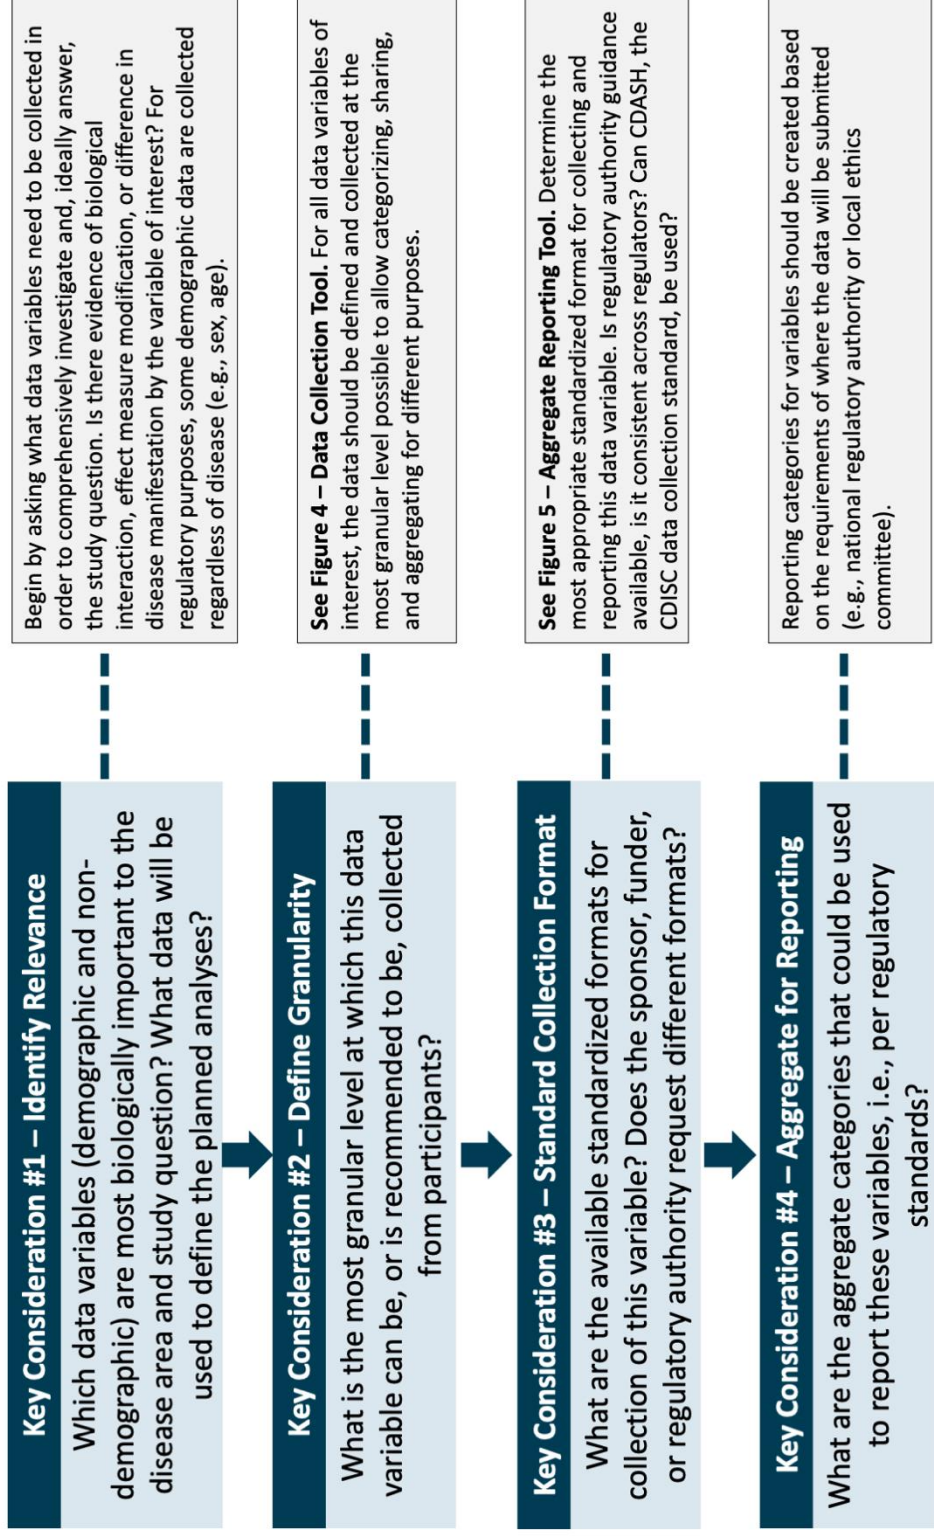 Key Consideration #1 – Identify Relevance
Which data variables (demographic and non-
demographic) are most biologically important to the
disease area and study question? What data will be
used to define the planned analyses?
Begin by asking what data variables need to be collected in
order to comprehensively investigate and, ideally answer,
the study question. Is there evidence of biological
interaction, effect measure modification, or difference in
disease manifestation by the variable of interest? For
regulatory purposes, some demographic data are collected
regardless of disease (e.g., sex, age).
Key Consideration #2 – Define Granularity
What is the most granular level at which this data
variable can be, or is recommended to be, collected
from participants?
See Figure 4 – Data Collection Tool. For all data variables of
interest, the data should be defined and collected at the
most granular level possible to allow categorizing, sharing,
and aggregating for different purposes.
Key Consideration #3 – Standard Collection Format
What are the available standardized formats for
collection of this variable? Does the sponsor, funder,
or regulatory authority request different formats?
See Figure 5 – Aggregate Reporting Tool. Determine the
most appropriate standardized format for collecting and
reporting this data variable. Is regulatory authority guidance
available, is it consistent across regulators? Can CDASH, the
CDISC data collection standard, be used?
Key Consideration #4 – Aggregate for Reporting
What are the aggregate categories that could be used
to report these variables, i.e., per regulatory
standards?
Reporting categories for variables should be created based
on the requirements of where the data will be submitted
(e.g., national regulatory authority or local ethics
committee).